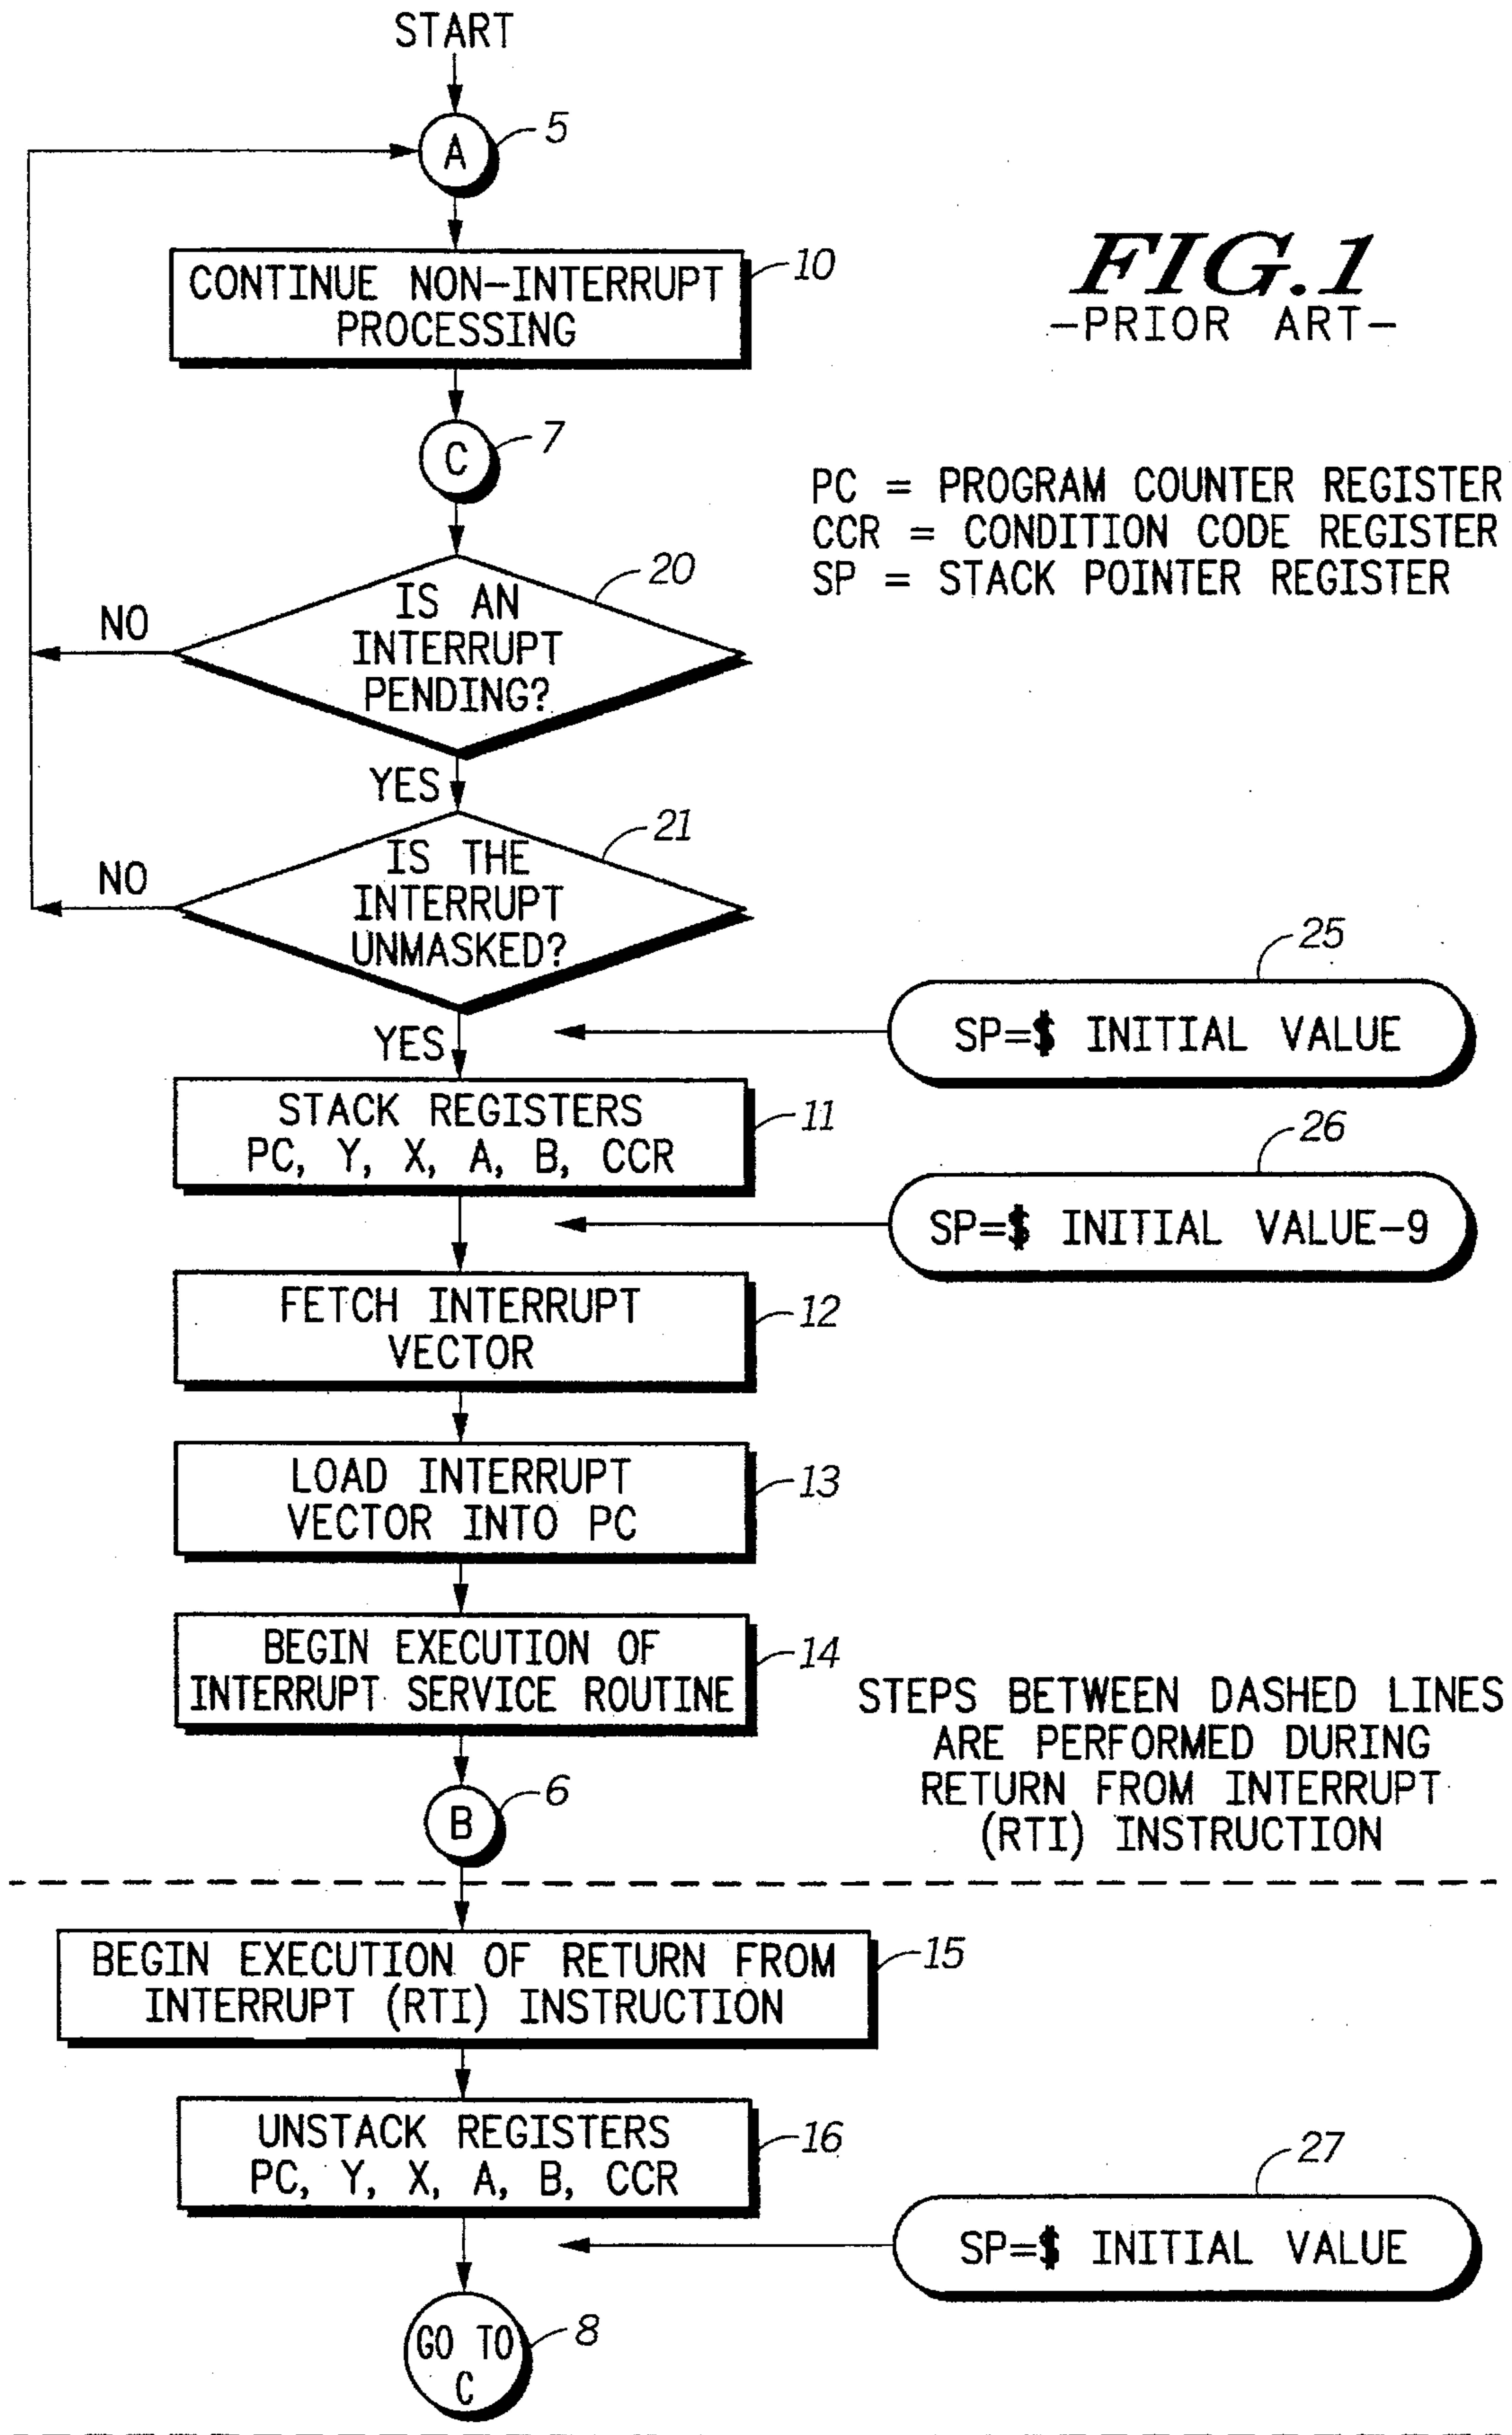 START
A
5
CONTINUE NON-INTERRUPT
PROCESSING
10
FIG.1
-PRIOR ART-
C
7
PC = PROGRAM COUNTER REGISTER
CCR = CONDITION CODE REGISTER
SP = STACK POINTER REGISTER
IS AN
INTERRUPT
PENDING?
20
NO
YES
IS THE
INTERRUPT
UNMASKED?
21
NO
YES
25
SP=$ INITIAL VALUE
STACK REGISTERS
PC, Y, X, A, B, CCR
11
26
SP=$ INITIAL VALUE-9
FETCH INTERRUPT
VECTOR
12
LOAD INTERRUPT
VECTOR INTO PC
13
BEGIN EXECUTION OF
INTERRUPT SERVICE ROUTINE
14
STEPS BETWEEN DASHED LINES
ARE PERFORMED DURING
RETURN FROM INTERRUPT
(RTI) INSTRUCTION
B
6
BEGIN EXECUTION OF RETURN FROM
INTERRUPT (RTI) INSTRUCTION
15
UNSTACK REGISTERS
PC, Y, X, A, B, CCR
16
27
SP=$ INITIAL VALUE
GO TO
C
8